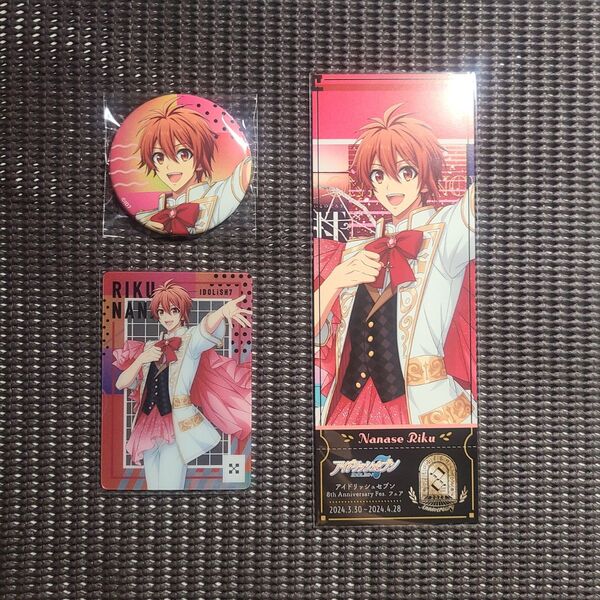 RIKU
NAN
IDOLiSH7
Nanase Riku
アイドリッシュセブン
アイドリッシュセブン
8th Anniversary Fes. フェア
2024.3.30~2024.4.28